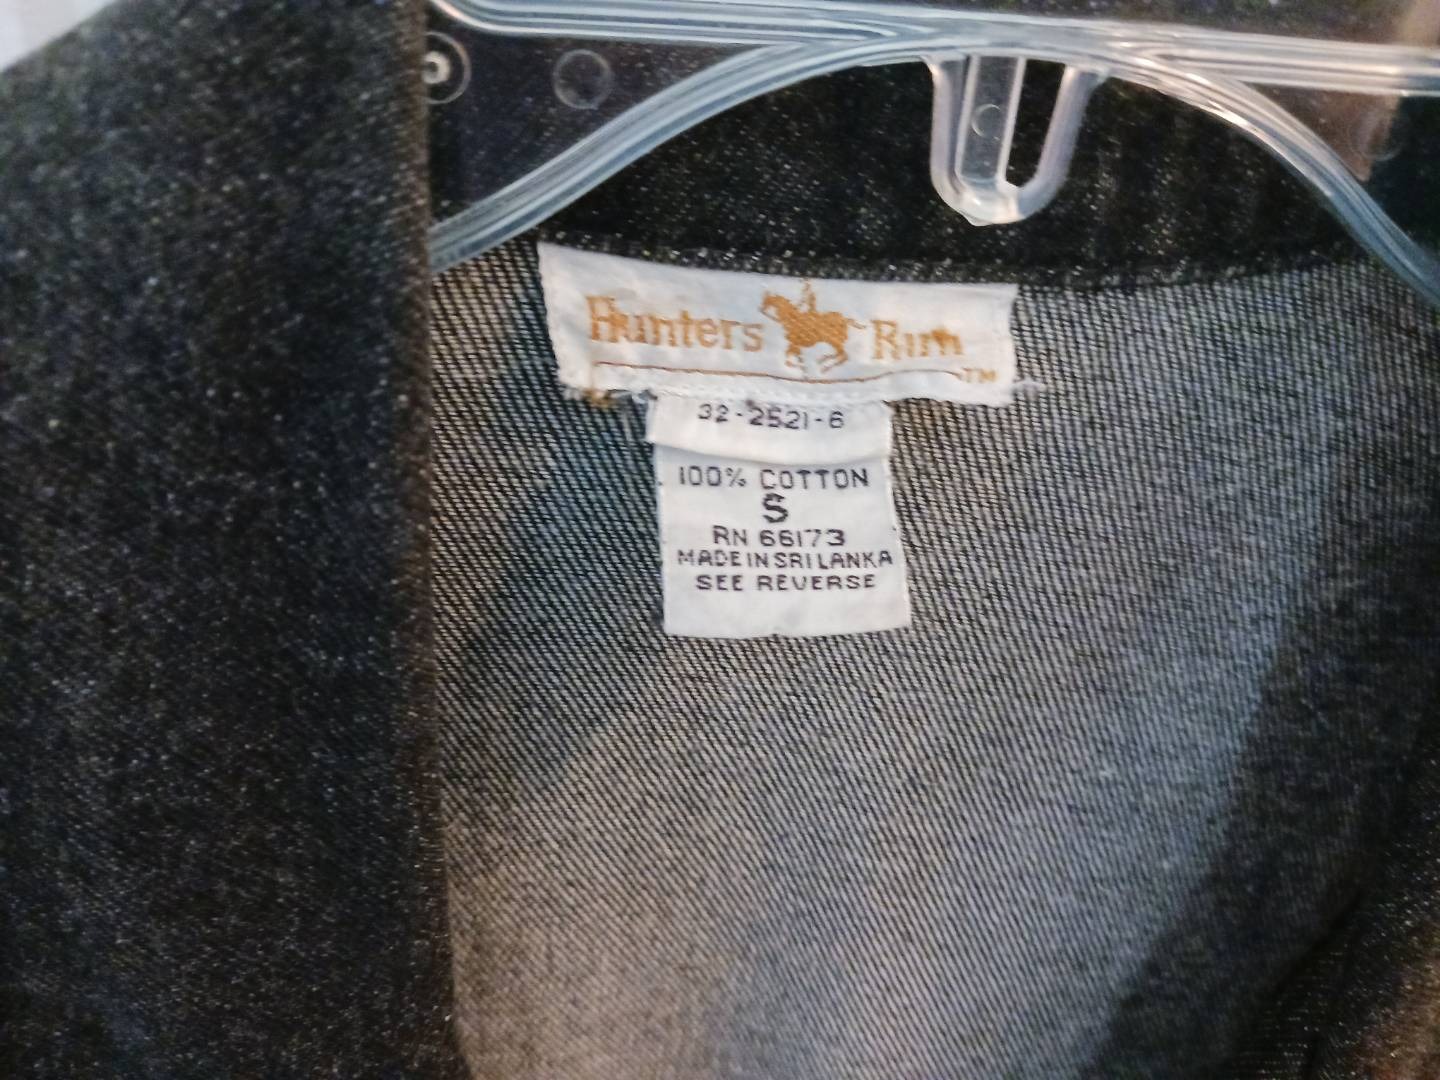 Hunters Run
TM
32-2521-6
100% COTTON
S
RN 66173
MADE IN SRI LANKA
SEE REVERSE